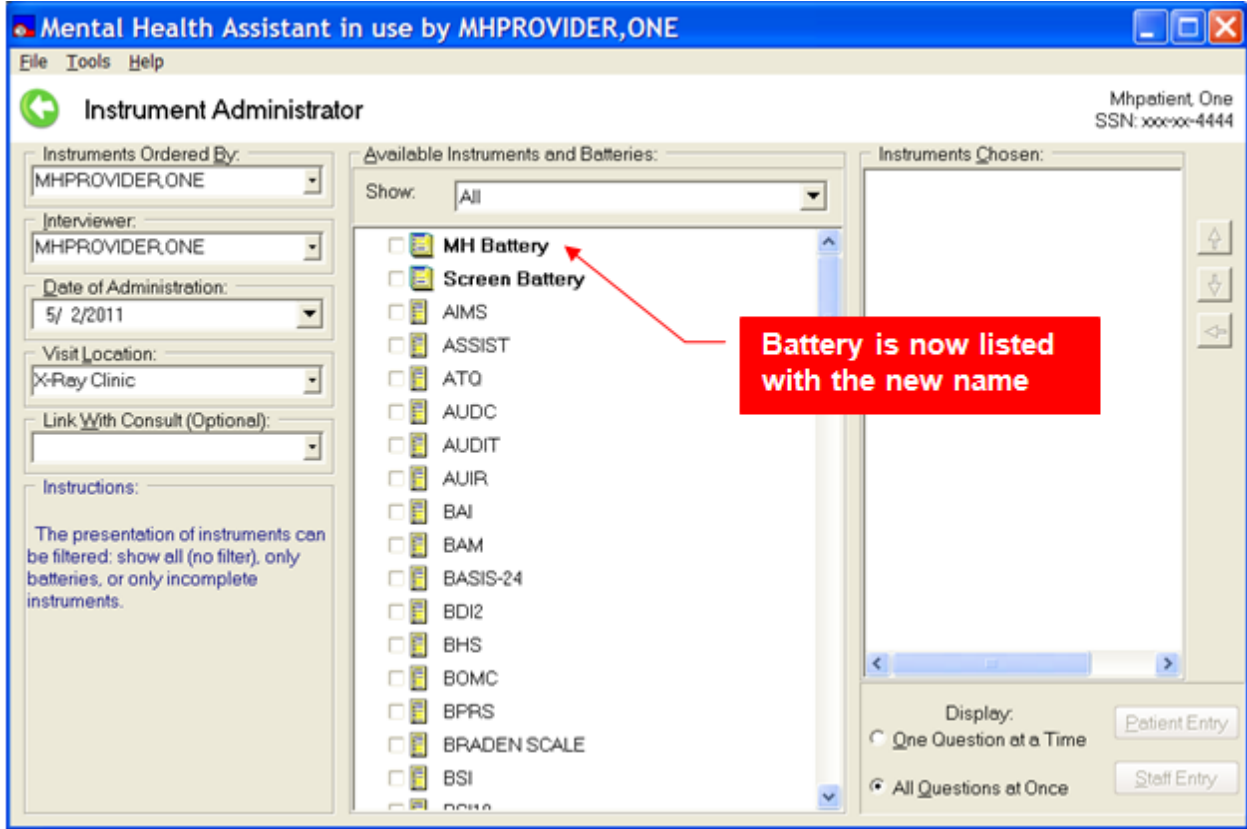 Mental Health Assistant in use by MHPROVIDER,ONE
File Tools Help
Instrument Administrator
Mhpatient, One
SSN: xxx-xx-4444
Instruments Ordered By:
MHPROVIDER,ONE
Interviewer:
MHPROVIDER,ONE
Date of Administration:
5/ 2/2011
Visit Location:
X-Ray Clinic
Link With Consult (Optional):
Instructions:
The presentation of instruments can
be filtered: show all (no filter), only
batteries, or only incomplete
instruments.
Available Instruments and Batteries:
Show: All
MH Battery
Screen Battery
AIMS
ASSIST
ATQ
AUDC
AUDIT
AUIR
BAI
BAM
BASIS-24
BDI2
BHS
BOMC
BPRS
BRADEN SCALE
BSI
Battery is now listed
with the new name
Instruments Chosen:
Display:
One Question at a Time
All Questions at Once
Patient Entry
Staff Entry